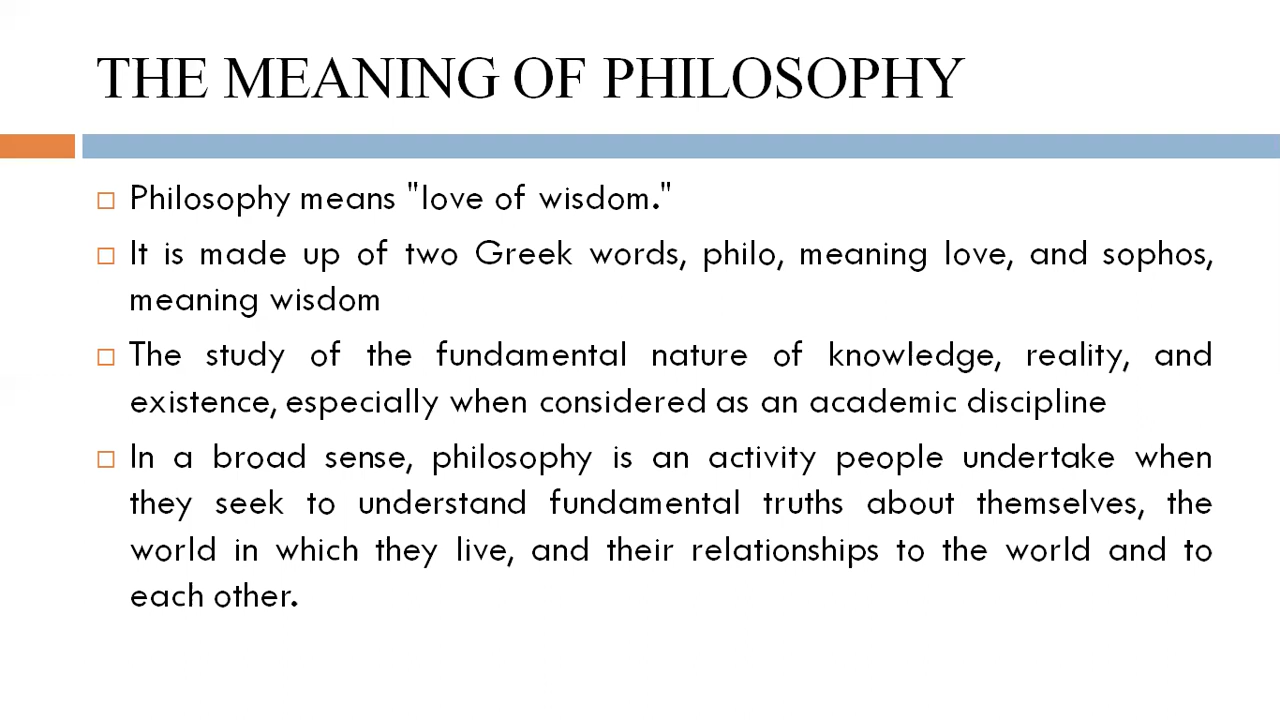 THE MEANING OF PHILOSOPHY
Philosophy means "love of wisdom."
It is made up of two Greek words, philo, meaning love, and sophos,
meaning wisdom
The study of the fundamental nature of knowledge, reality, and
existence, especially when considered as an academic discipline
In a broad sense, philosophy is an activity people undertake when
they seek to understand fundamental truths about themselves, the
world in which they live, and their relationships to the world and to
each other.